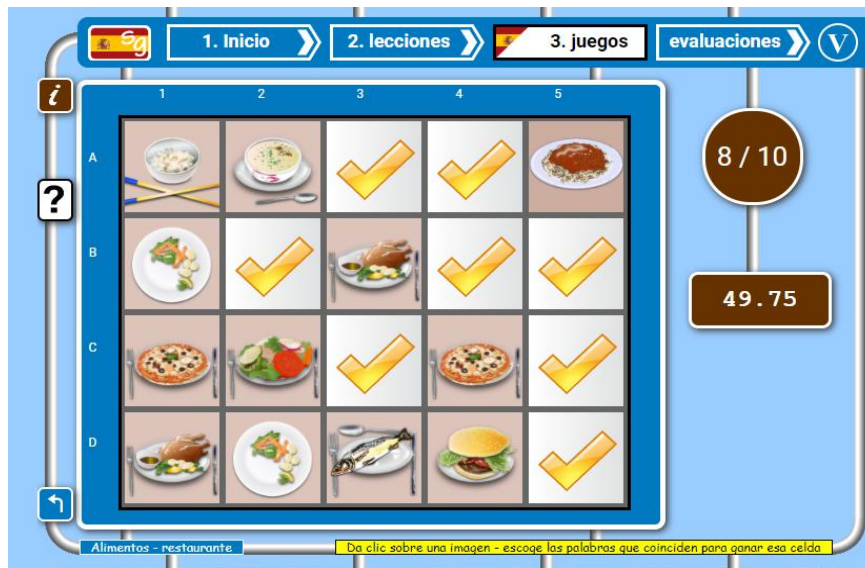 Sg
1. Inicio
2. lecciones
3. juegos
evaluaciones
V
i
1 2 3 4 5
A
8 / 10
?
B
49.75
C
D
Alimentos - restaurante
Da clic sobre una imagen - escoge las palabras que coinciden para ganar esa celda